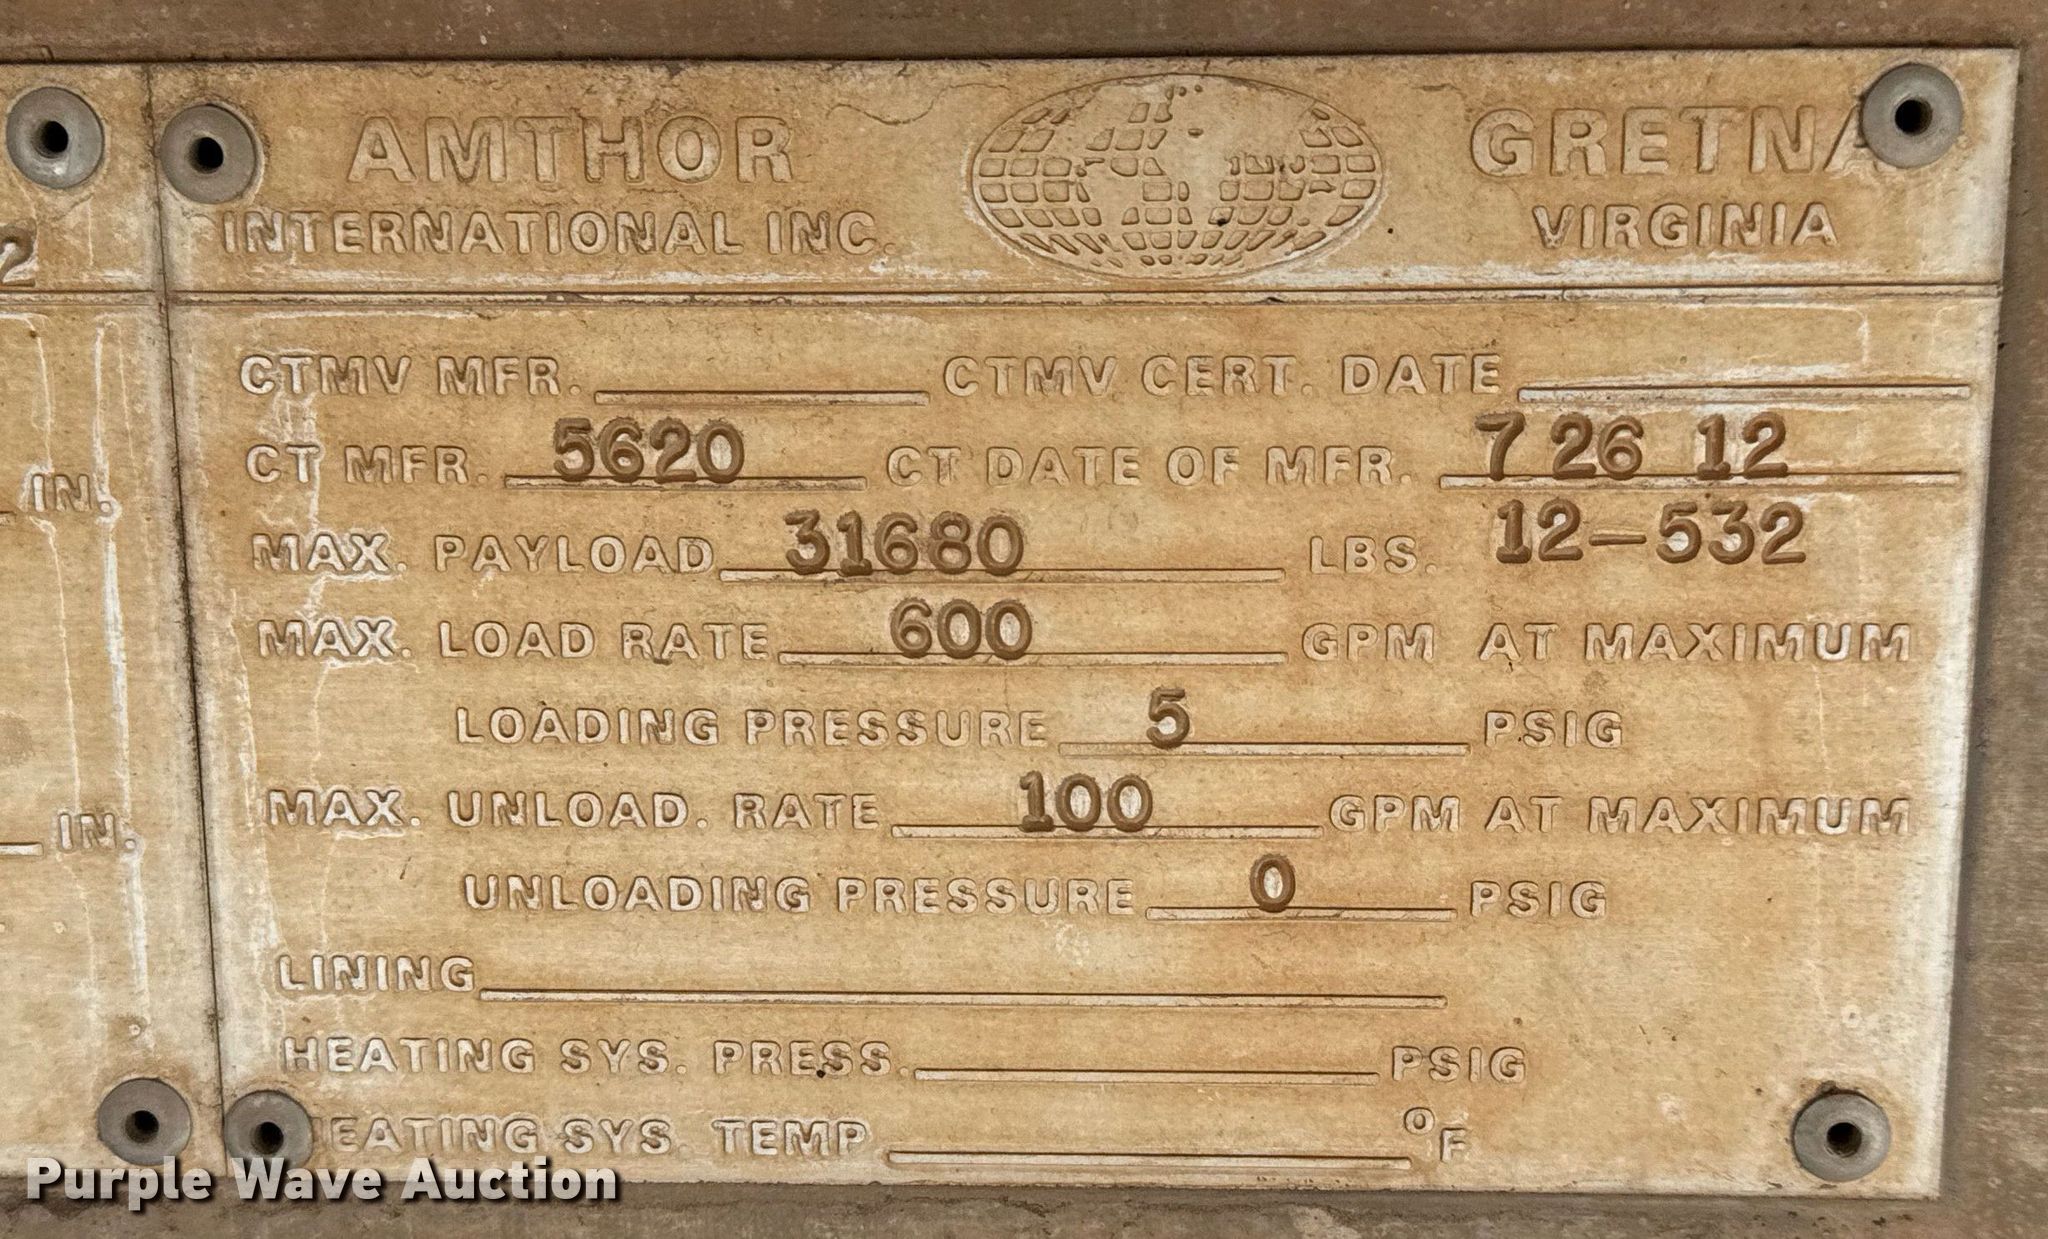 AMTHOR
INTERNATIONAL INC.
GRETNA
VIRGINIA
2
CTMV MFR. CTMV CERT. DATE
CT MFR. 5620 CT DATE OF MFR. 7 26 12
IN.
MAX. PAYLOAD 31680 LBS. 12-532
MAX. LOAD RATE 600 GPM AT MAXIMUM
LOADING PRESSURE 5 PSIG
MAX. UNLOAD. RATE 100 GPM AT MAXIMUM
IN.
UNLOADING PRESSURE 0 PSIG
LINING
HEATING SYS. PRESS. PSIG
HEATING SYS. TEMP °F
Purple Wave Auction